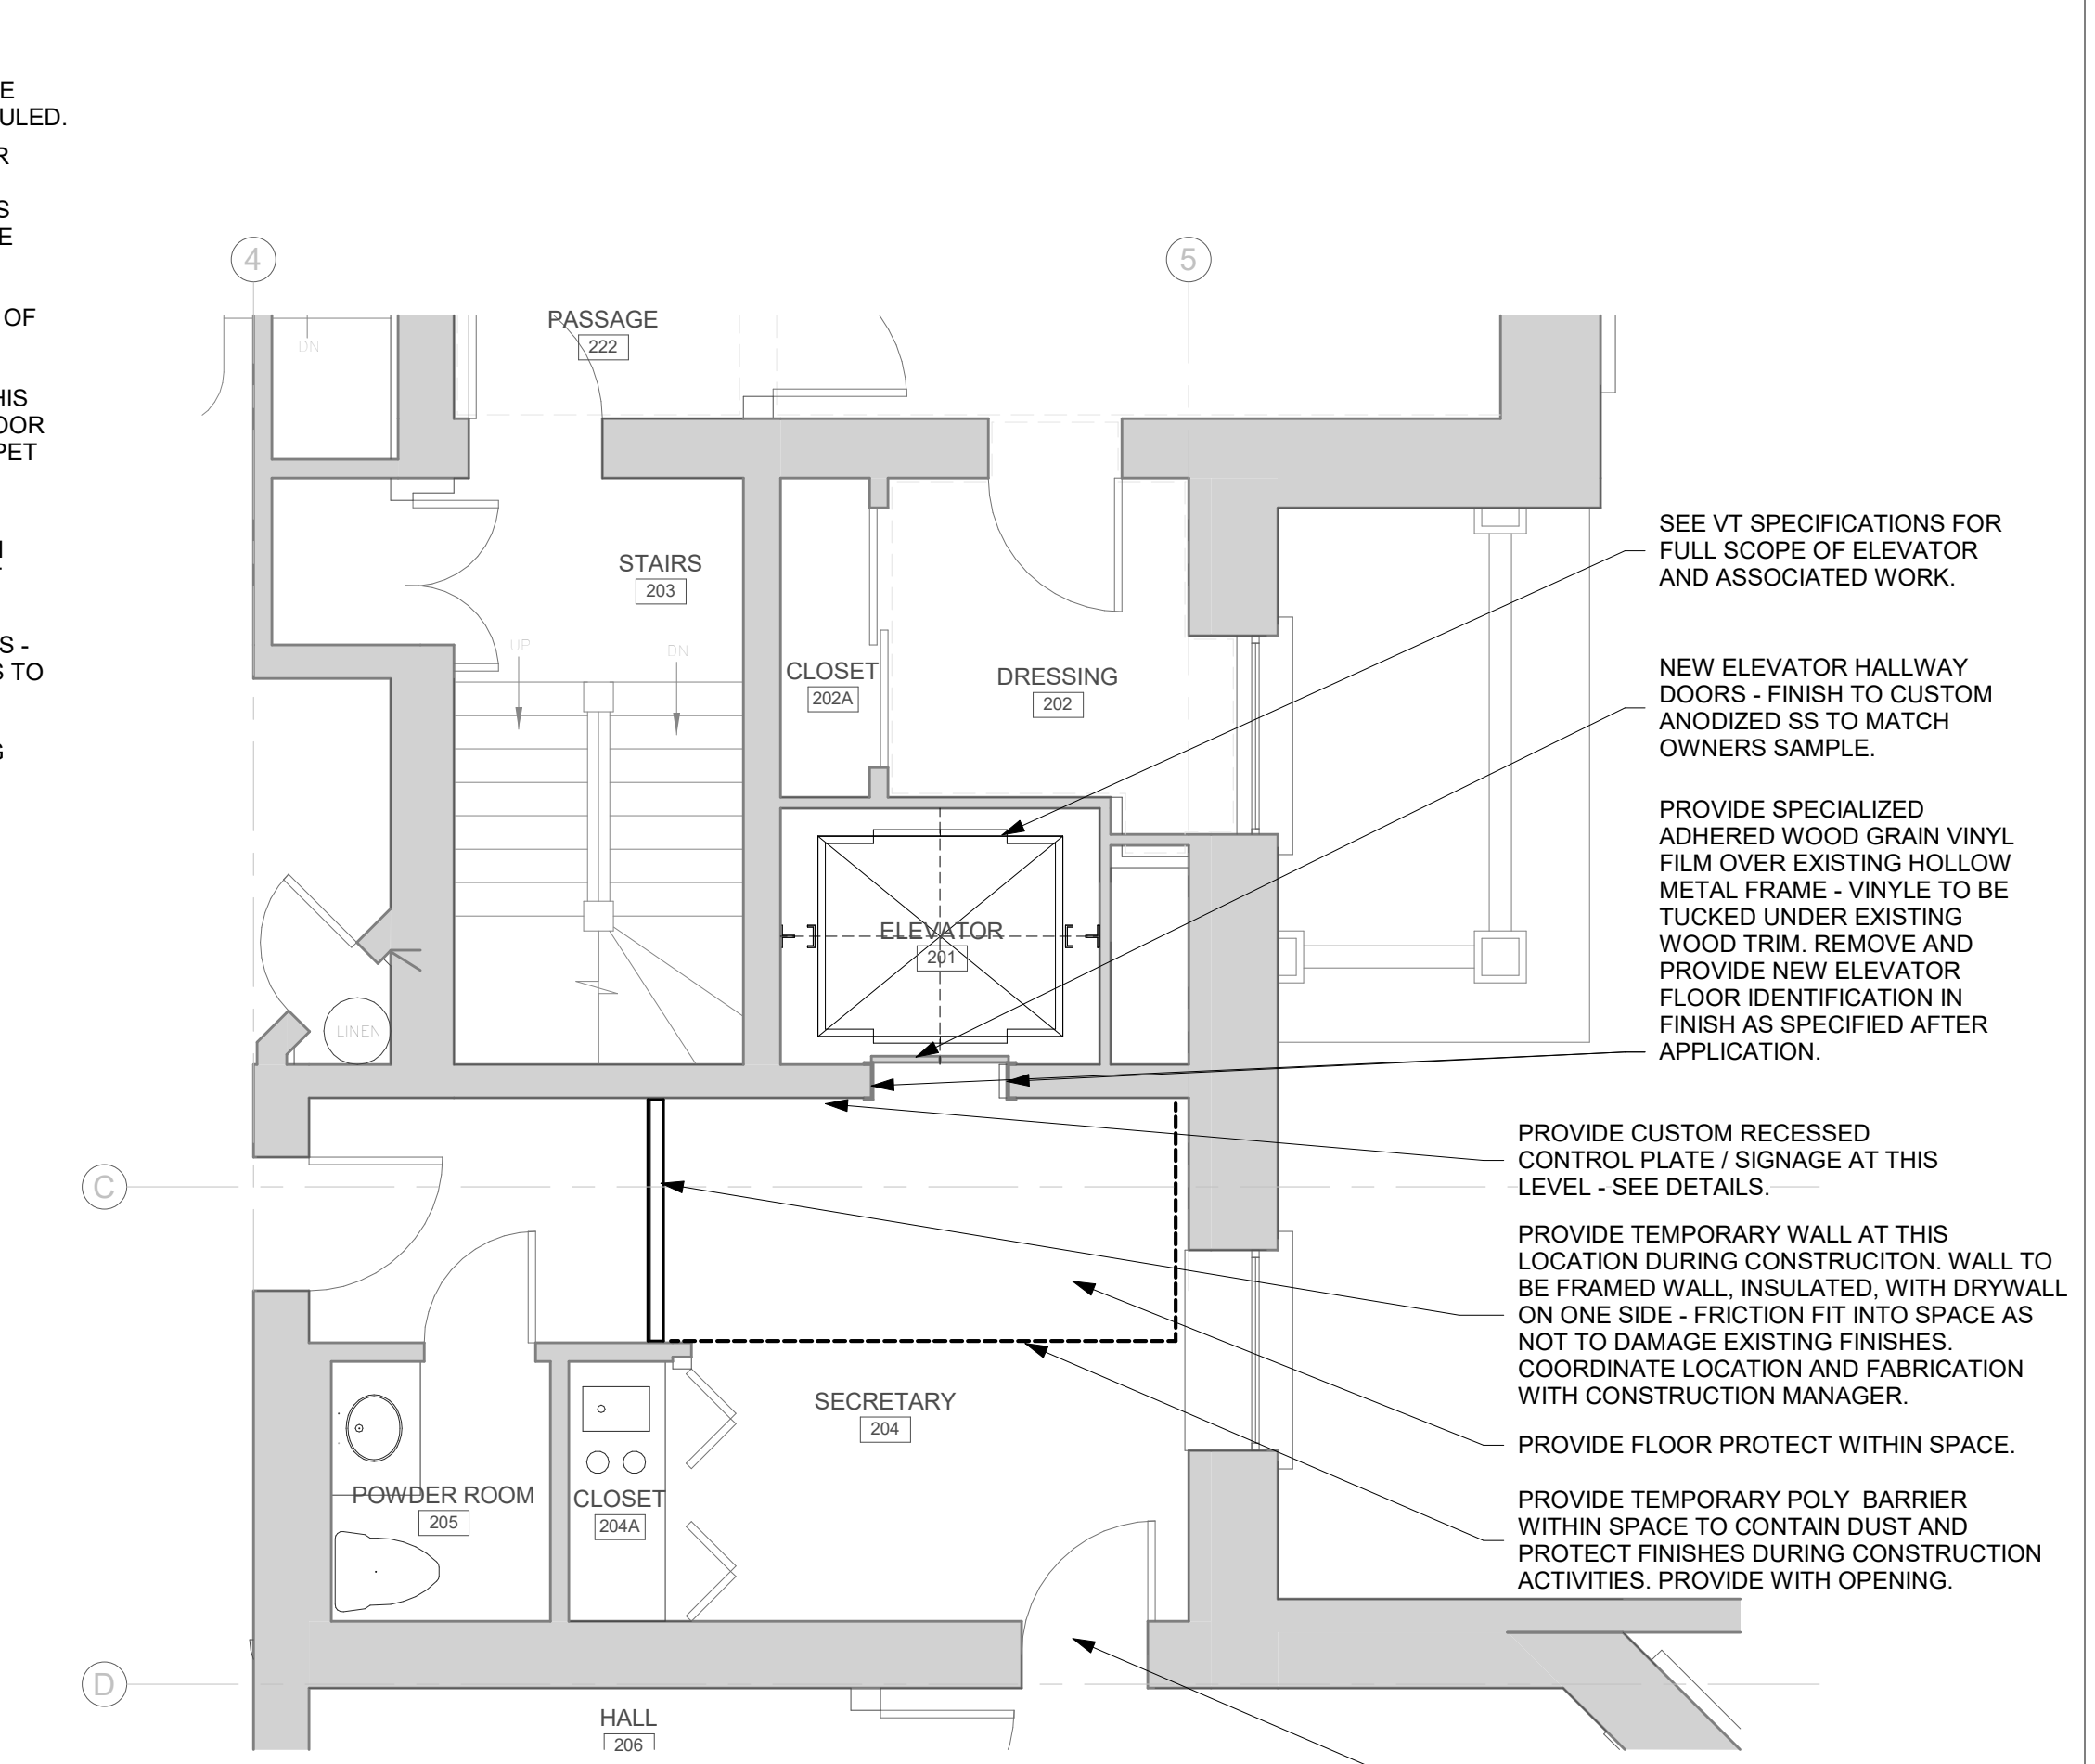 E
ULED.
R
S
E
OF
HIS
OOR
PET
S -
S TO
G
4
5
PASSAGE
222
DN
STAIRS
203
UP
DN
CLOSET
202A
DRESSING
202
ELEVATOR
201
LINEN
C
SECRETARY
204
POWDER ROOM
205
CLOSET
204A
D
HALL
206
SEE VT SPECIFICATIONS FOR
FULL SCOPE OF ELEVATOR
AND ASSOCIATED WORK.
NEW ELEVATOR HALLWAY
DOORS - FINISH TO CUSTOM
ANODIZED SS TO MATCH
OWNERS SAMPLE.
PROVIDE SPECIALIZED
ADHERED WOOD GRAIN VINYL
FILM OVER EXISTING HOLLOW
METAL FRAME - VINYLE TO BE
TUCKED UNDER EXISTING
WOOD TRIM. REMOVE AND
PROVIDE NEW ELEVATOR
FLOOR IDENTIFICATION IN
FINISH AS SPECIFIED AFTER
APPLICATION.
PROVIDE CUSTOM RECESSED
CONTROL PLATE / SIGNAGE AT THIS
LEVEL - SEE DETAILS.
PROVIDE TEMPORARY WALL AT THIS
LOCATION DURING CONSTRUCITON. WALL TO
BE FRAMED WALL, INSULATED, WITH DRYWALL
ON ONE SIDE - FRICTION FIT INTO SPACE AS
NOT TO DAMAGE EXISTING FINISHES.
COORDINATE LOCATION AND FABRICATION
WITH CONSTRUCTION MANAGER.
PROVIDE FLOOR PROTECT WITHIN SPACE.
PROVIDE TEMPORARY POLY BARRIER
WITHIN SPACE TO CONTAIN DUST AND
PROTECT FINISHES DURING CONSTRUCTION
ACTIVITIES. PROVIDE WITH OPENING.